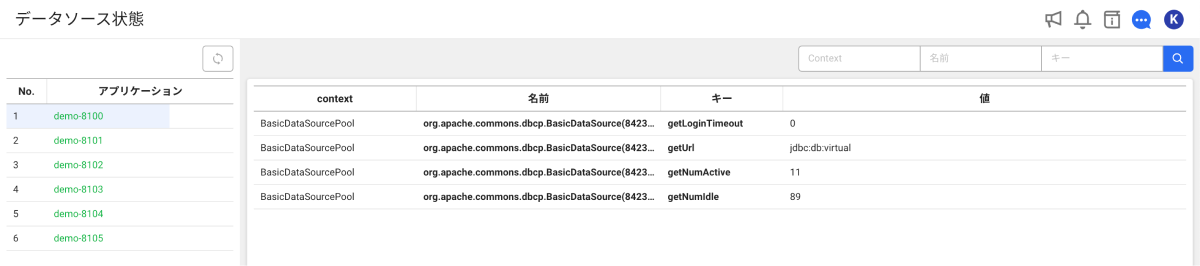 データソース状態
K
Context 名前 キー
No. アプリケーション
1 demo-8100
2 demo-8101
3 demo-8102
4 demo-8103
5 demo-8104
6 demo-8105
context 名前 キー 値
BasicDataSourcePool org.apache.commons.dbcp.BasicDataSource(8423... getLoginTimeout 0
BasicDataSourcePool org.apache.commons.dbcp.BasicDataSource(8423... getUrl jdbc:db:virtual
BasicDataSourcePool org.apache.commons.dbcp.BasicDataSource(8423... getNumActive 11
BasicDataSourcePool org.apache.commons.dbcp.BasicDataSource(8423... getNumIdle 89